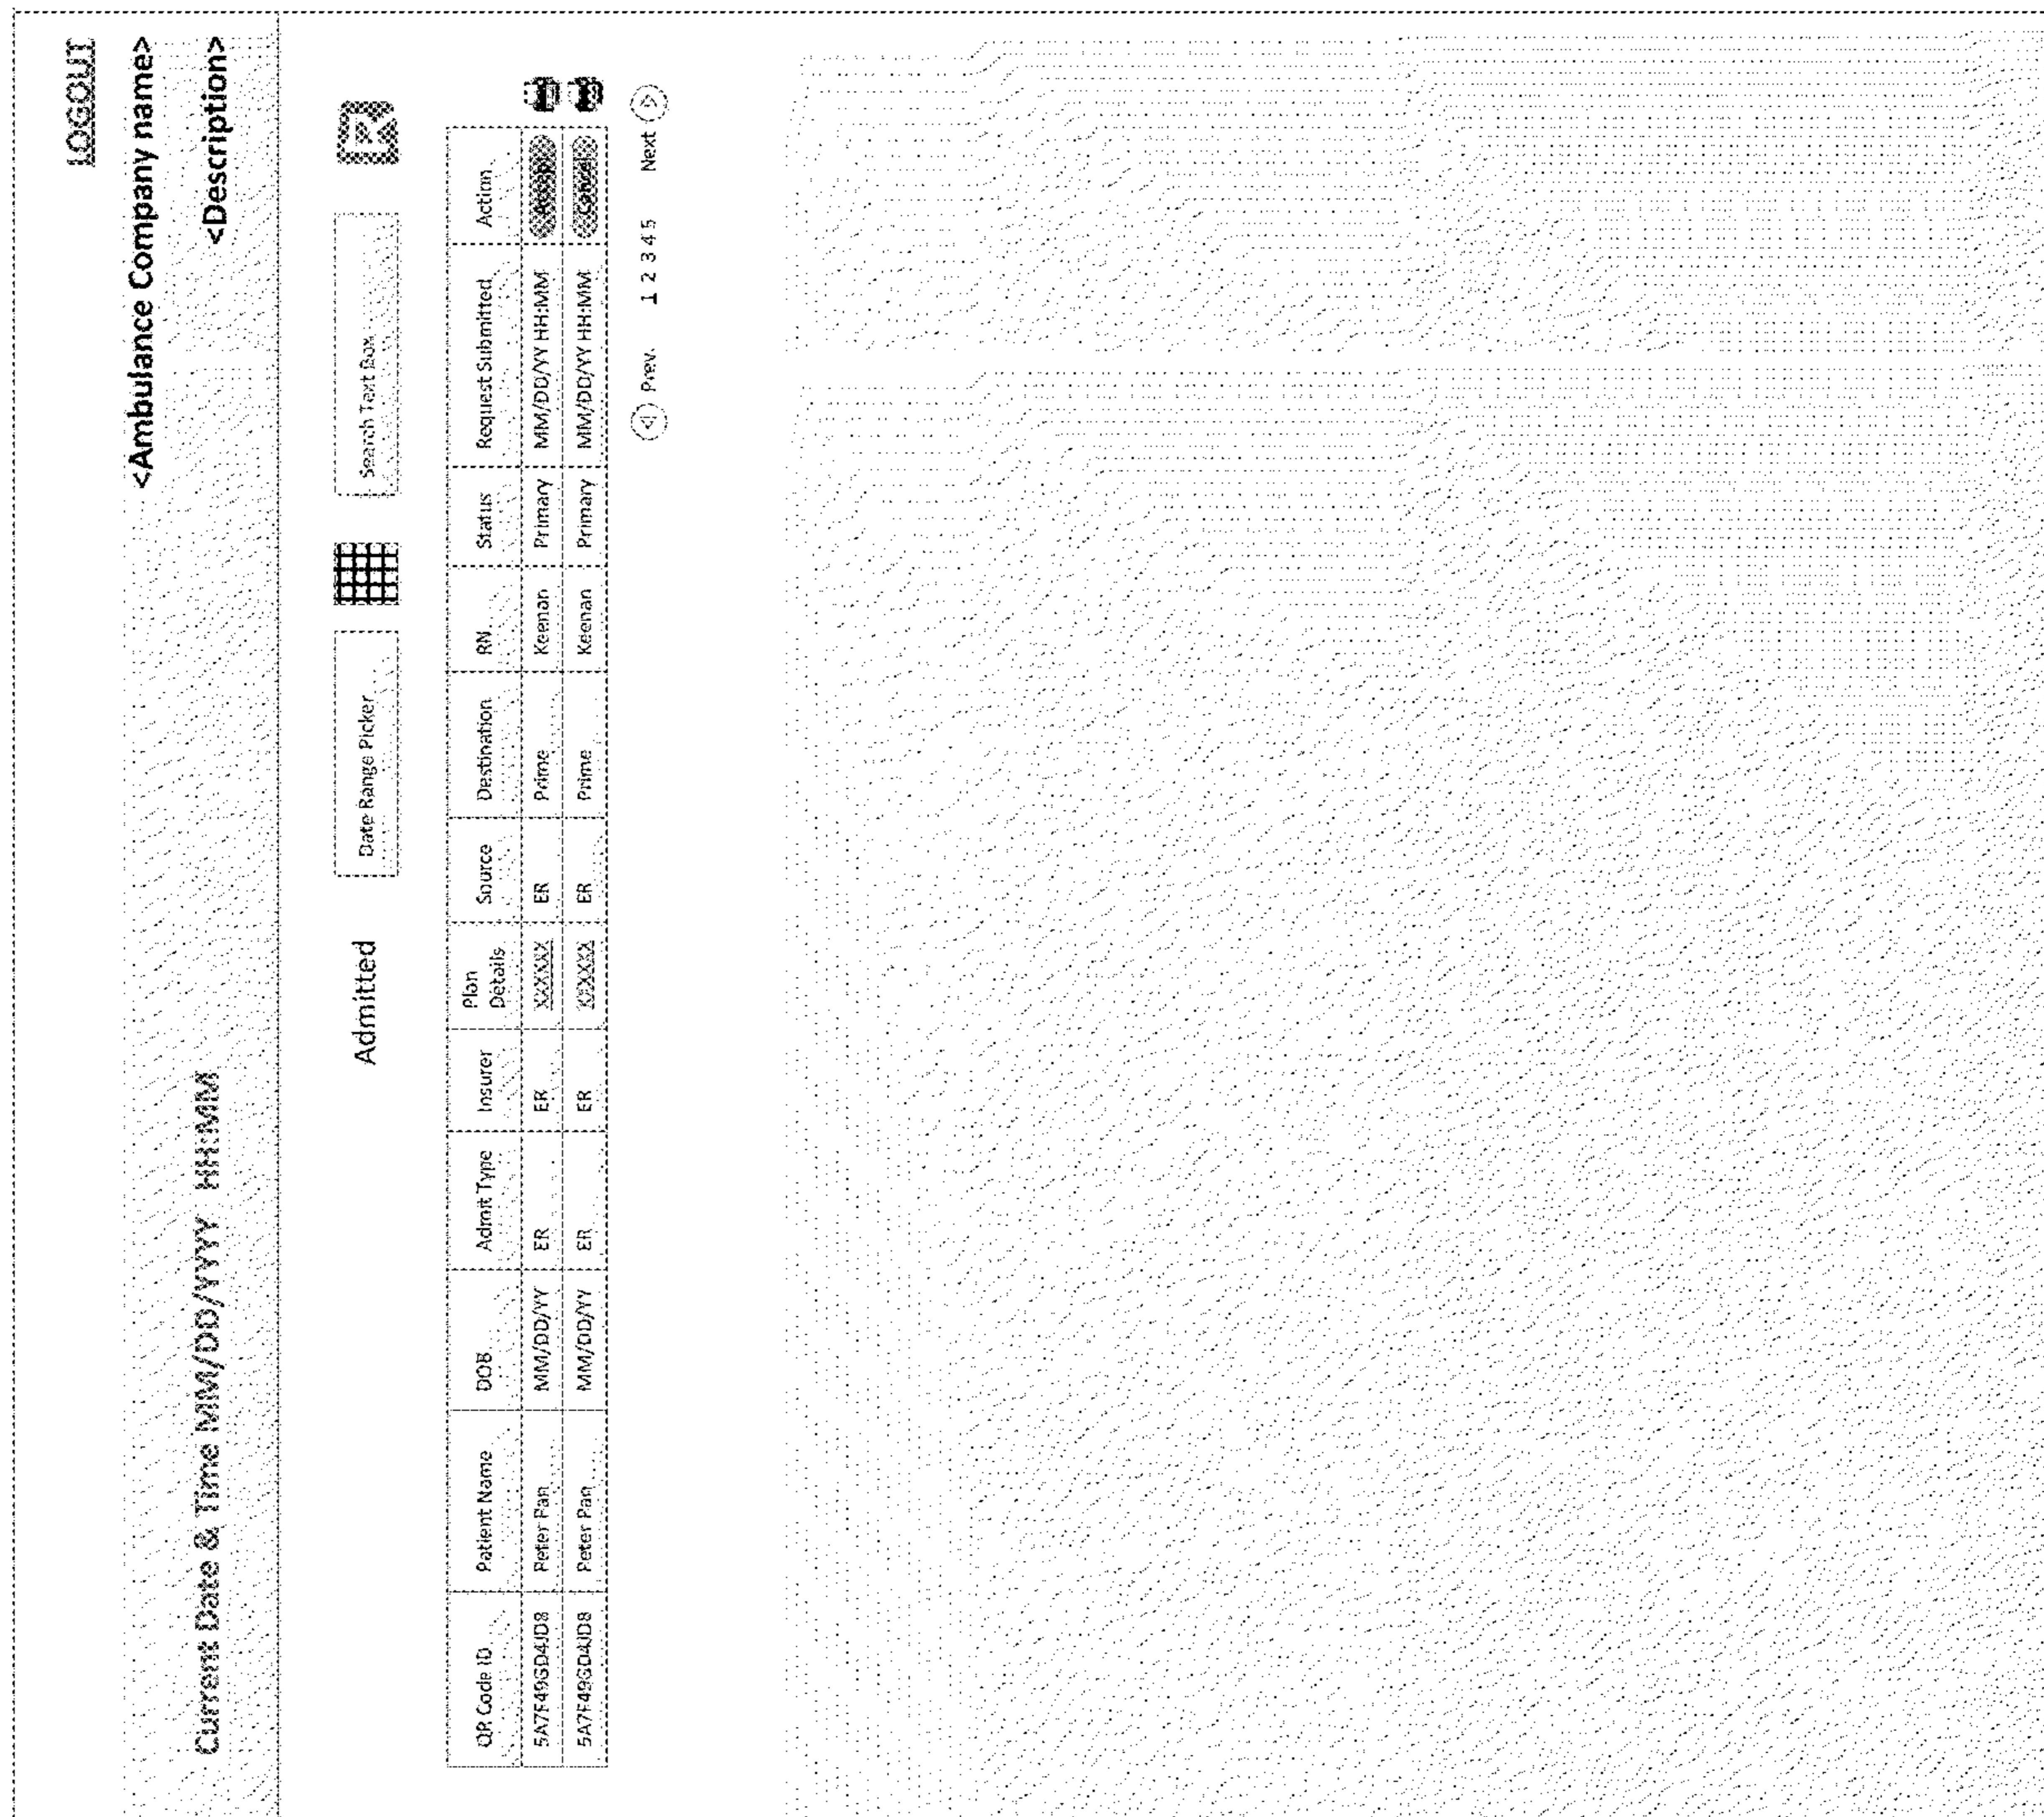 LOGOUT
<Ambulance Company name>
Current Date & Time MM/DD/YYYY HH:MM <Description>
Admitted Date Range Picker Search Text Box
QR Code ID Patient Name DOB Admit Type Insurer Plan Details Source Destination RN Status Request Submitted Action
5A7F49GD4JD8 Peter Pan MM/DD/YY ER ER XXXXXX ER Prime Keenan Primary MM/DD/YY HH:MM Accept
5A7F49GD4JD8 Peter Pan MM/DD/YY ER ER XXXXXX ER Prime Keenan Primary MM/DD/YY HH:MM Cancel
Prev. 1 2 3 4 5 Next